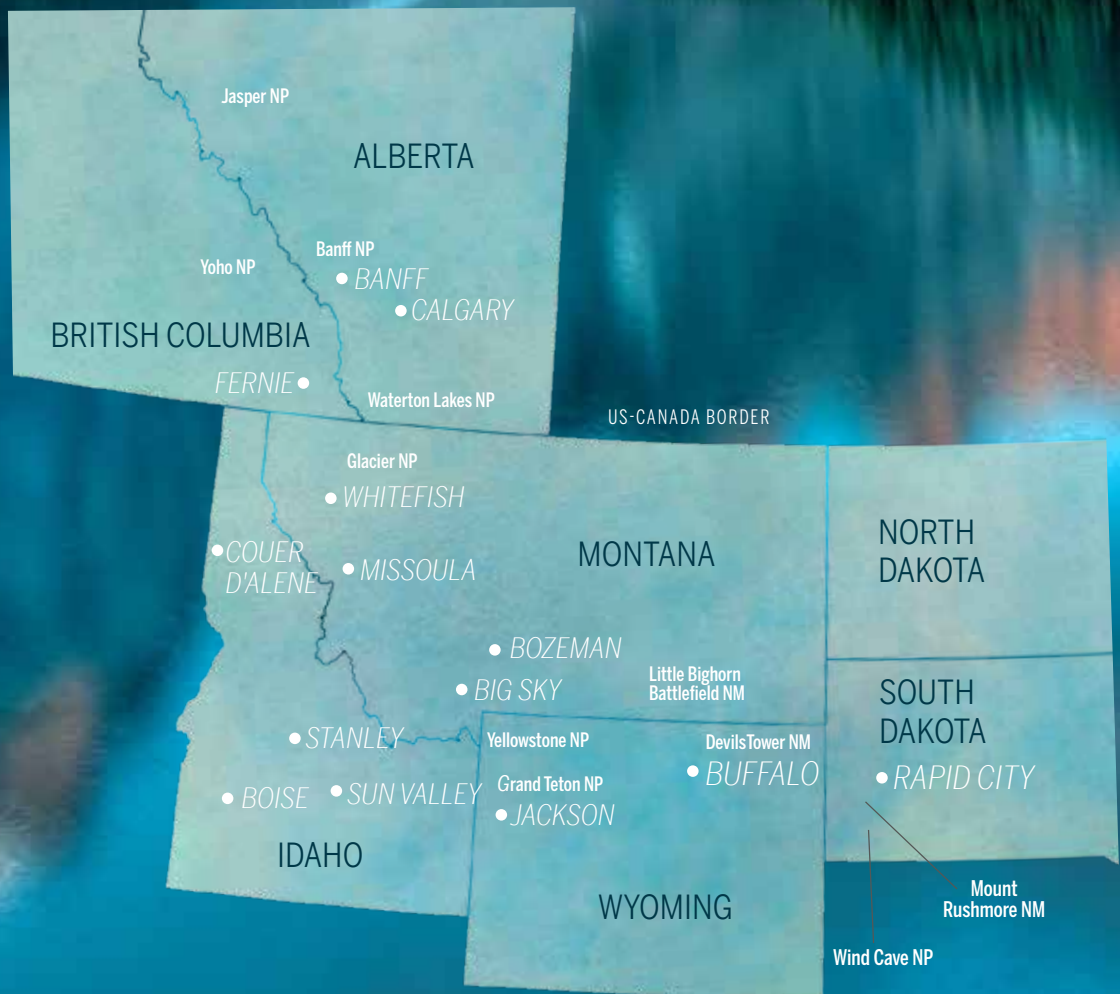 Jasper NP
ALBERTA
Banff NP
Yoho NP
BANFF
CALGARY
BRITISH COLUMBIA
FERNIE
Waterton Lakes NP
US-CANADA BORDER
Glacier NP
WHITEFISH
NORTH
DAKOTA
COUER
D'ALENE
MISSOULA
MONTANA
BOZEMAN
Little Bighorn
Battlefield NM
BIG SKY
SOUTH
DAKOTA
STANLEY
Yellowstone NP
DevilsTower NM
BUFFALO
RAPID CITY
Grand Teton NP
BOISE
SUN VALLEY
JACKSON
IDAHO
WYOMING
Mount
Rushmore NM
Wind Cave NP